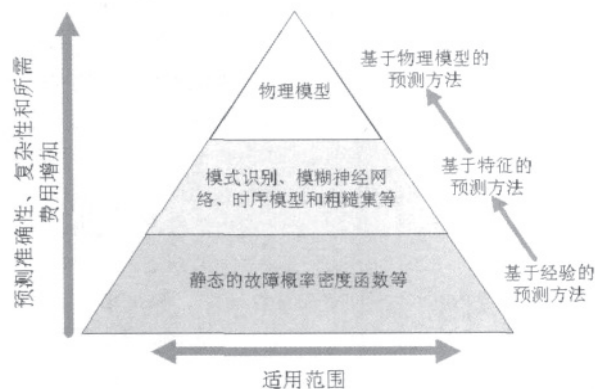 预测准确性、复杂性和所需
费用增加
物理模型
模式识别、模糊神经网
络、时序模型和粗糙集等
静态的故障概率密度函数等
基于物理模型的
预测方法
基于特征的
预测方法
基于经验的
预测方法
适用范围